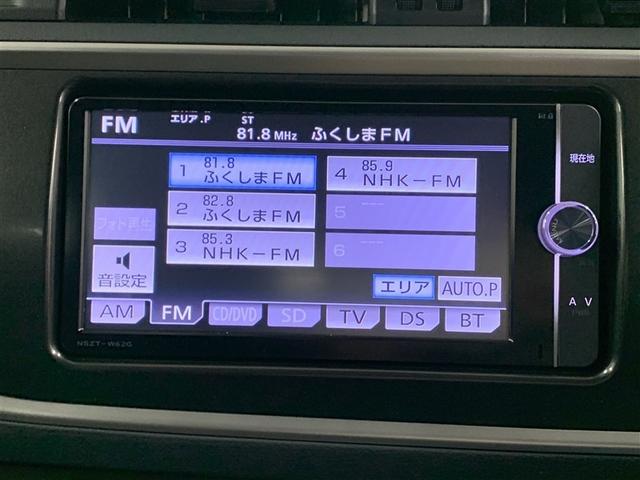 FM エリア.P ST
81.8 MHz ふくしまFM
1 81.8 ふくしまFM
4 85.9 NHK-FM
2 82.8 ふくしまFM
5 ---
3 85.3 NHK-FM
6 ---
フォト再生
音設定
エリア AUTO.P
AM FM CD/DVD SD TV DS BT
NSZT-W62G
現在地
AV